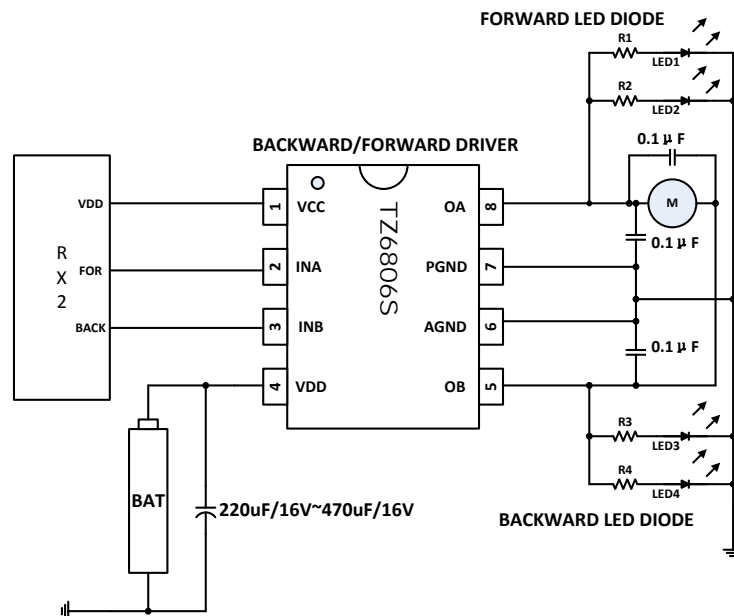 FORWARD LED DIODE
R1
LED1
R2
LED2
BACKWARD/FORWARD DRIVER
0.1 μ F
VDD
1
VCC
TZ6806S
OA
8
M
R
X
2
FOR
2
INA
PGND
7
0.1 μ F
BACK
3
INB
AGND
6
0.1 μ F
4
VDD
OB
5
R3
LED3
R4
LED4
BAT
220uF/16V~470uF/16V
BACKWARD LED DIODE